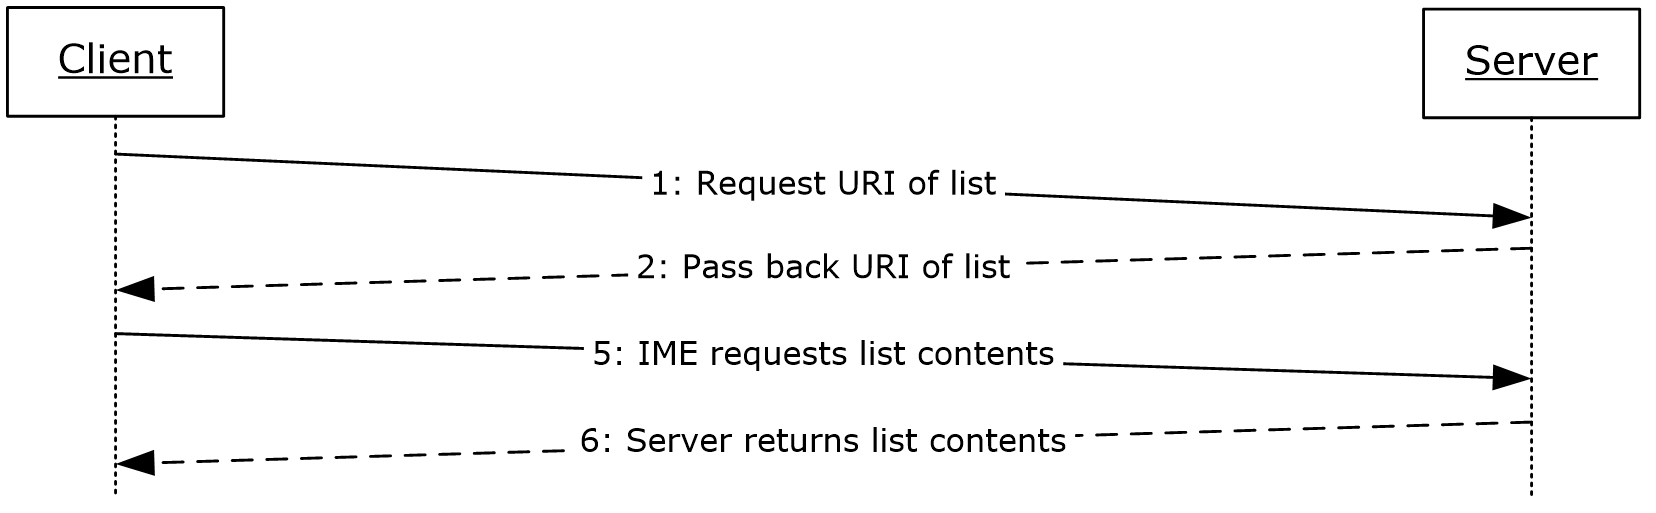 Client
Server
1: Request URI of list
2: Pass back URI of list
5: IME requests list contents
6: Server returns list contents